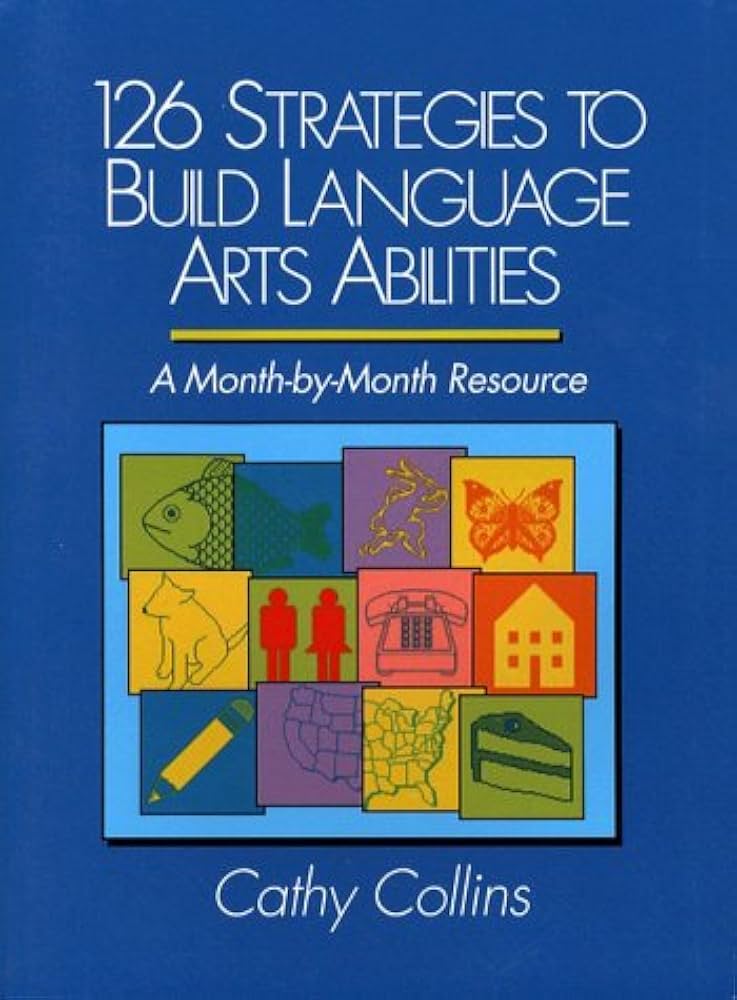 126 STRATEGIES TO
BUILD LANGUAGE
ARTS ABILITIES
A Month-by-Month Resource
Cathy Collins